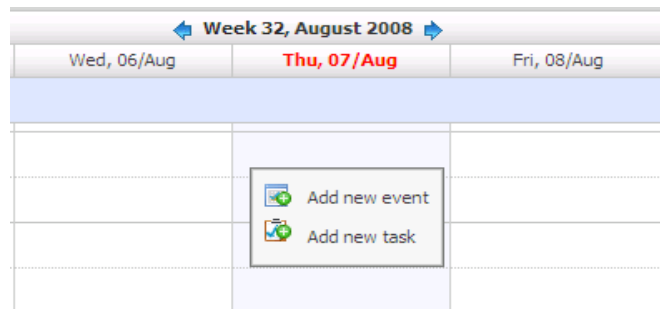 Week 32, August 2008
Wed, 06/Aug Thu, 07/Aug Fri, 08/Aug
Add new event
Add new task